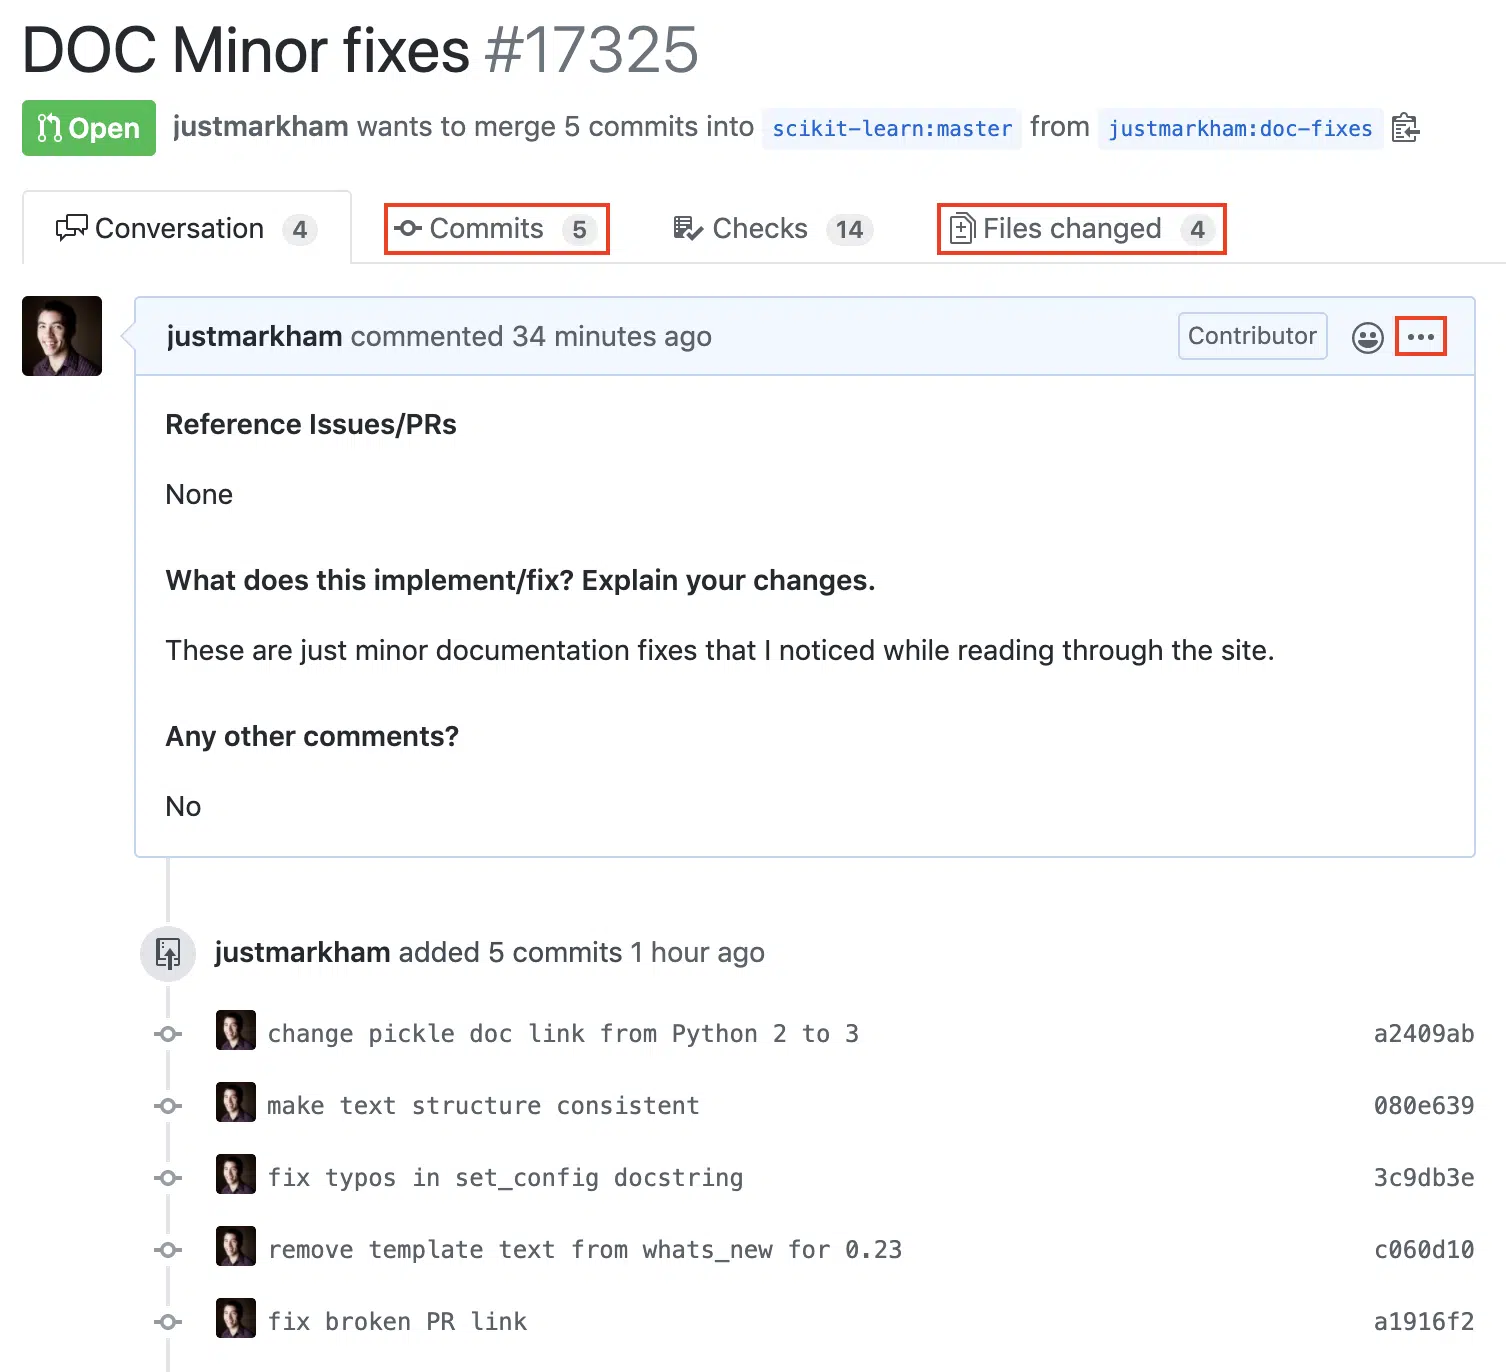 DOC Minor fixes #17325
Open justmarkham wants to merge 5 commits into scikit-learn:master from justmarkham:doc-fixes
Conversation 4 Commits 5 Checks 14 Files changed 4
justmarkham commented 34 minutes ago Contributor
Reference Issues/PRs
None
What does this implement/fix? Explain your changes.
These are just minor documentation fixes that I noticed while reading through the site.
Any other comments?
No
justmarkham added 5 commits 1 hour ago
change pickle doc link from Python 2 to 3 a2409ab
make text structure consistent 080e639
fix typos in set_config docstring 3c9db3e
remove template text from whats_new for 0.23 c060d10
fix broken PR link a1916f2